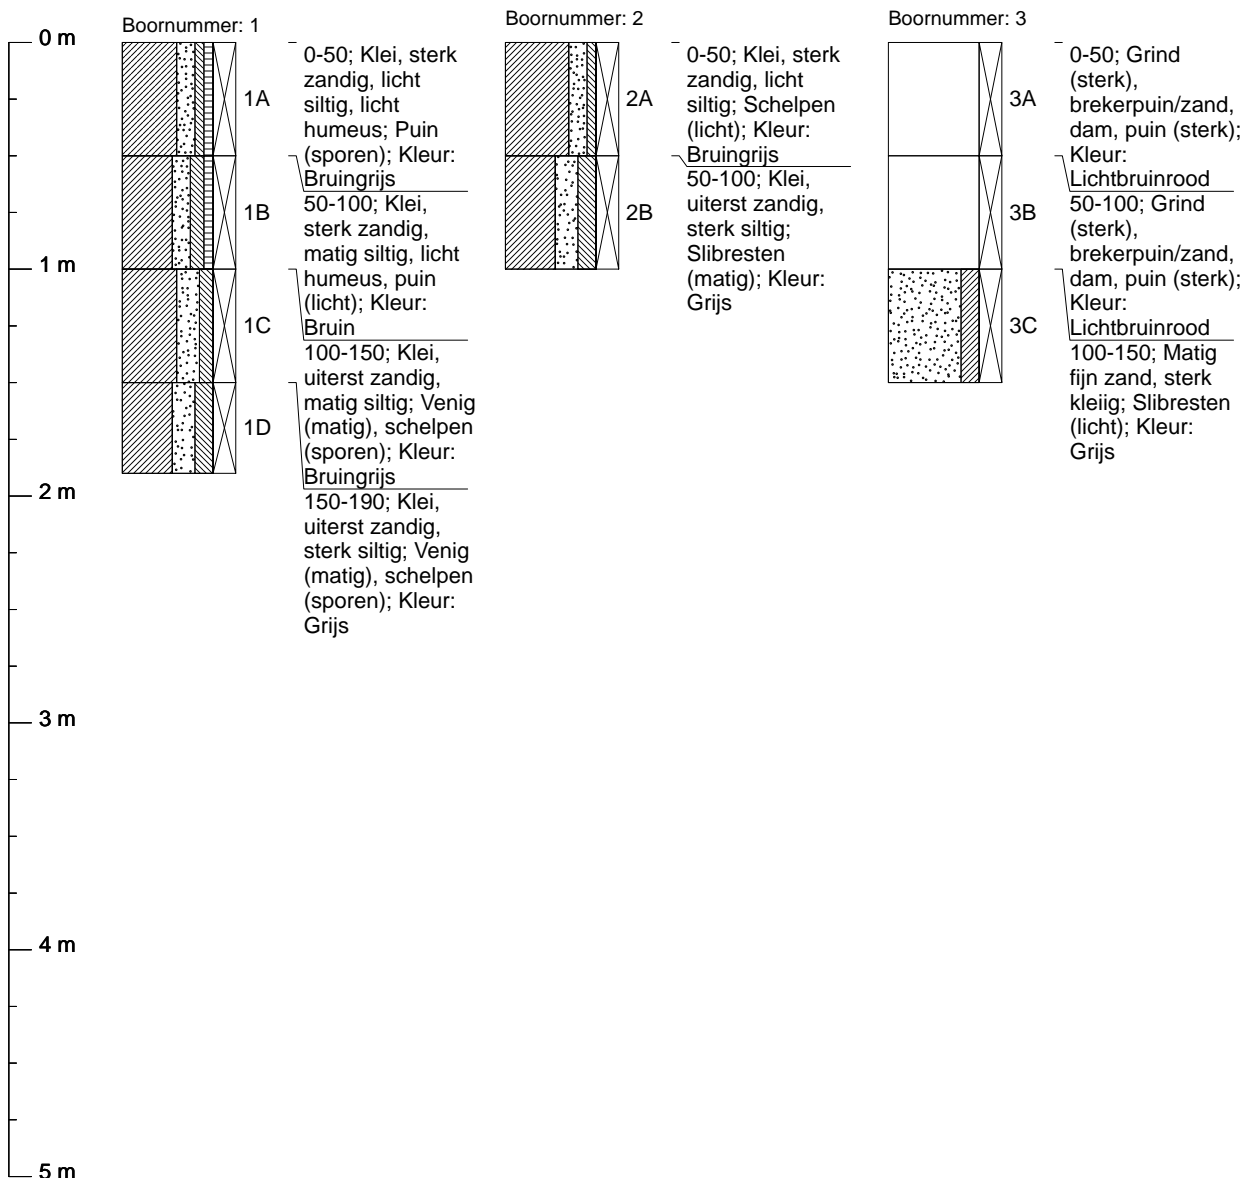 0 m
1 m
2 m
3 m
4 m
5 m
Boornummer: 1
1A
1B
1C
1D
0-50; Klei, sterk
zandig, licht
siltig, licht
humeus; Puin
(sporen); Kleur:
Bruingrijs
50-100; Klei,
sterk zandig,
matig siltig, licht
humeus, puin
(licht); Kleur:
Bruin
100-150; Klei,
uiterst zandig,
matig siltig; Venig
(matig), schelpen
(sporen); Kleur:
Bruingrijs
150-190; Klei,
uiterst zandig,
sterk siltig; Venig
(matig), schelpen
(sporen); Kleur:
Grijs
Boornummer: 2
2A
2B
0-50; Klei, sterk
zandig, licht
siltig; Schelpen
(licht); Kleur:
Bruingrijs
50-100; Klei,
uiterst zandig,
sterk siltig;
Slibresten
(matig); Kleur:
Grijs
Boornummer: 3
3A
3B
3C
0-50; Grind
(sterk),
brekerpuin/zand,
dam, puin (sterk);
Kleur:
Lichtbruinrood
50-100; Grind
(sterk),
brekerpuin/zand,
dam, puin (sterk);
Kleur:
Lichtbruinrood
100-150; Matig
fijn zand, sterk
kleiig; Slibresten
(licht); Kleur:
Grijs